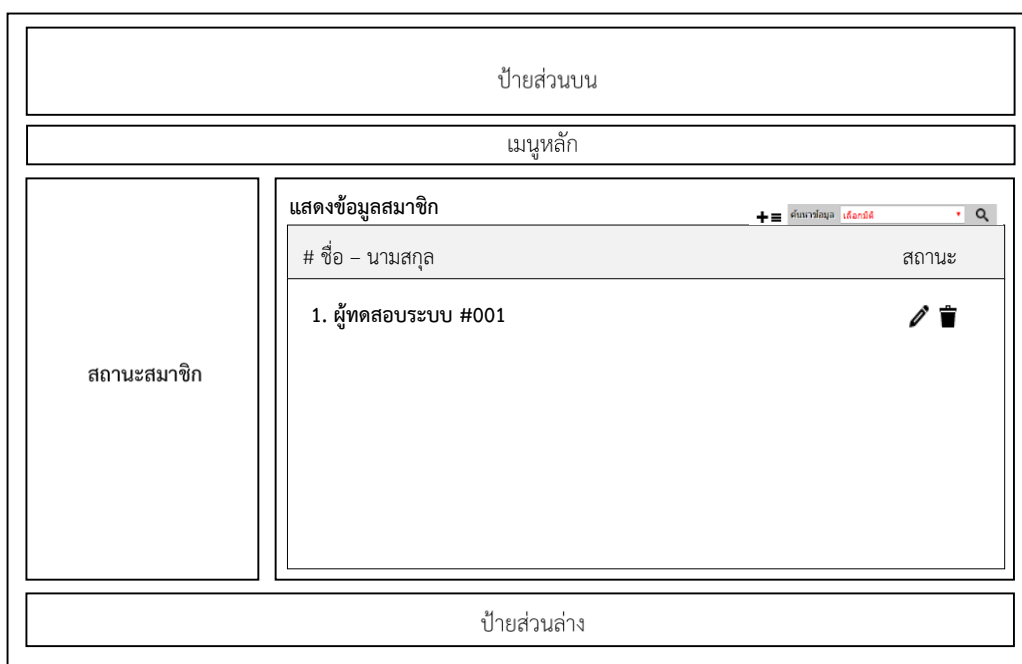 ป้ายส่วนบน
เมนูหลัก
แสดงข้อมูลสมาชิก
ค้นหาข้อมูล เลือกมิติ
# ชื่อ – นามสกุล สถานะ
1. ผู้ทดสอบระบบ #001
สถานะสมาชิก
ป้ายส่วนล่าง